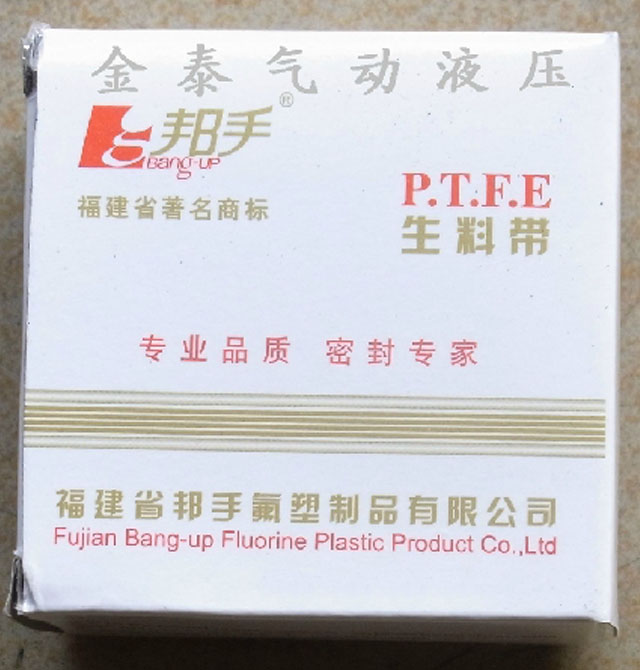 金泰气动液压
邦手®
Bang-up
福建省著名商标
P.T.F.E
生料带
专业品质 密封专家
福建省邦手氟塑制品有限公司
Fujian Bang-up Fluorine Plastic Product Co.,Ltd